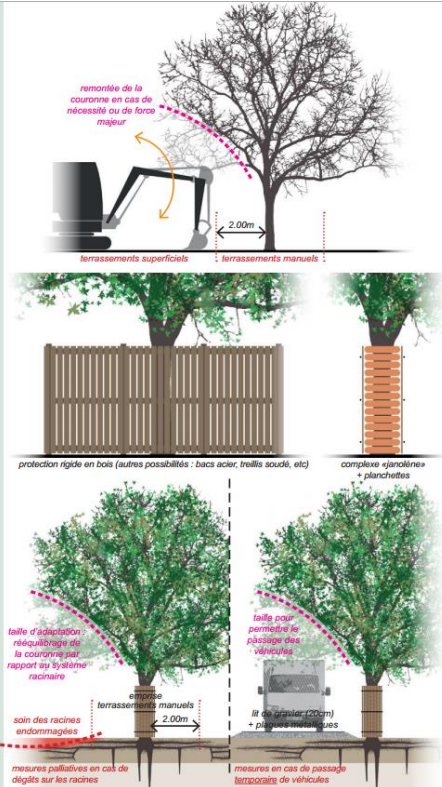 remontée de la
couronne en cas de
nécessité ou de force
majeur
2.00m
terrassements superficiels
terrassements manuels
protection rigide en bois (autres possibilités : bacs acier, treillis soudé, etc)
complexe «janolène»
+ planchettes
taille d'adaptation :
rééquilibrage de
la couronne par
rapport au système
racinaire
emprise
terrassements manuels
2.00m
soin des racines
endommagées
mesures palliatives en cas de
dégâts sur les racines
taille pour
permettre le
passage des
véhicules
lit de gravier (20cm)
+ plaques métalliques
mesures en cas de passage
temporaire de véhicules